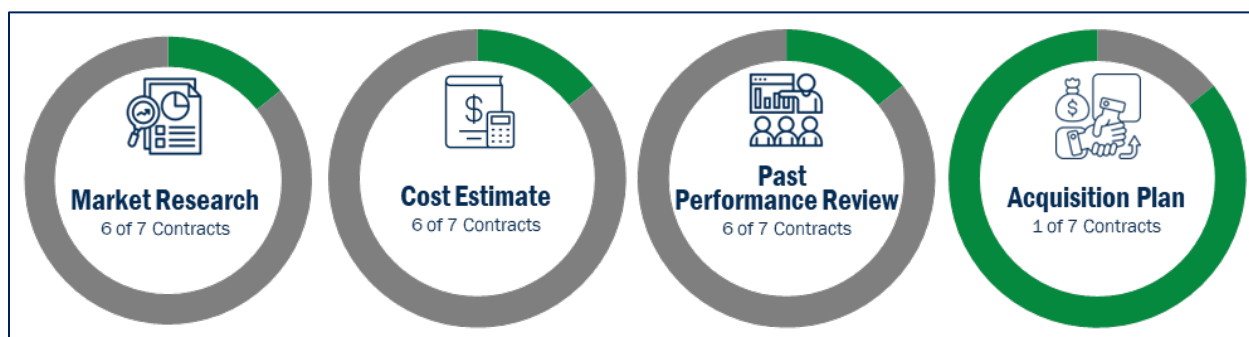 Market Research
6 of 7 Contracts
$
Cost Estimate
6 of 7 Contracts
Past
Performance Review
6 of 7 Contracts
$
Acquisition Plan
1 of 7 Contracts